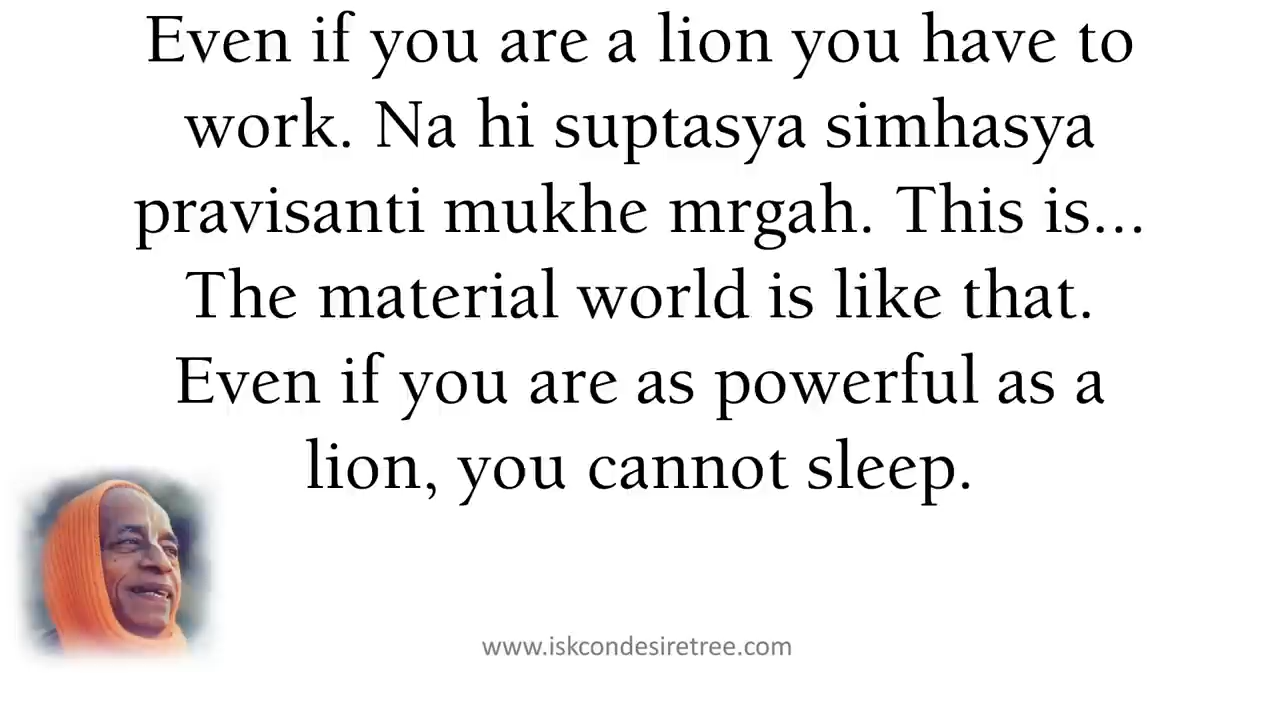 Even if you are a lion you have to
work. Na hi suptasya simhasya
pravisanti mukhe mrgah. This is...
The material world is like that.
Even if you are as powerful as a
lion, you cannot sleep.
www.iskcondesiretree.com